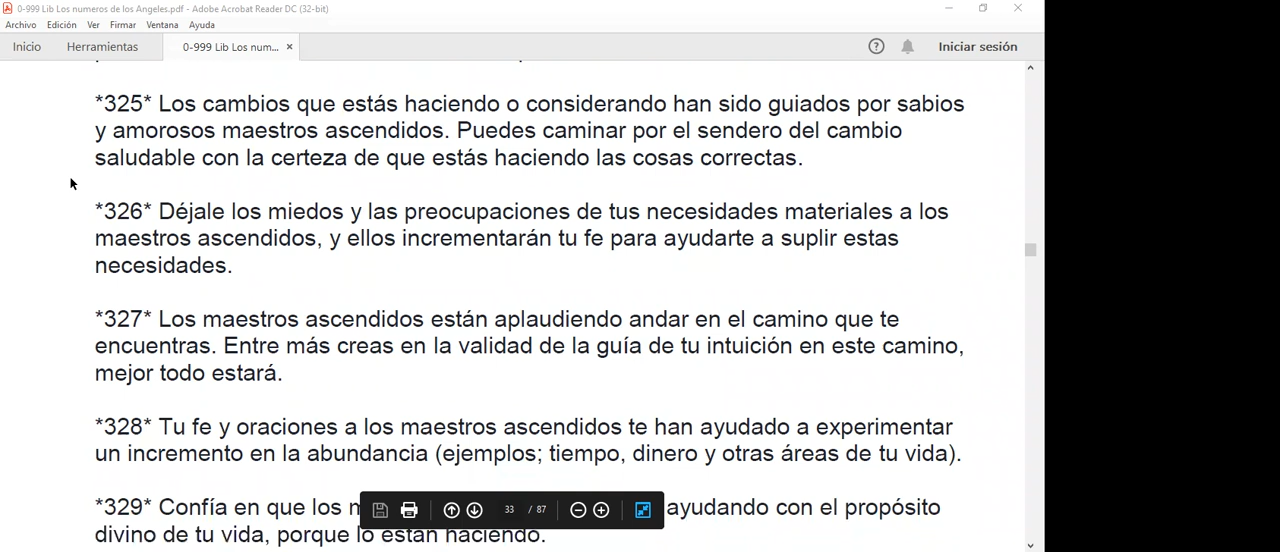 0-999 Lib Los numeros de los Angeles.pdf - Adobe Acrobat Reader DC (32-bit)
Archivo Edición Ver Firmar Ventana Ayuda
Inicio Herramientas 0-999 Lib Los num... × Iniciar sesión
*325* Los cambios que estás haciendo o considerando han sido guiados por sabios
y amorosos maestros ascendidos. Puedes caminar por el sendero del cambio
saludable con la certeza de que estás haciendo las cosas correctas.
*326* Déjale los miedos y las preocupaciones de tus necesidades materiales a los
maestros ascendidos, y ellos incrementarán tu fe para ayudarte a suplir estas
necesidades.
*327* Los maestros ascendidos están aplaudiendo andar en el camino que te
encuentras. Entre más creas en la validad de la guía de tu intuición en este camino,
mejor todo estará.
*328* Tu fe y oraciones a los maestros ascendidos te han ayudado a experimentar
un incremento en la abundancia (ejemplos; tiempo, dinero y otras áreas de tu vida).
*329* Confía en que los ayudando con el propósito
33 / 87
divino de tu vida, porque lo están haciendo.